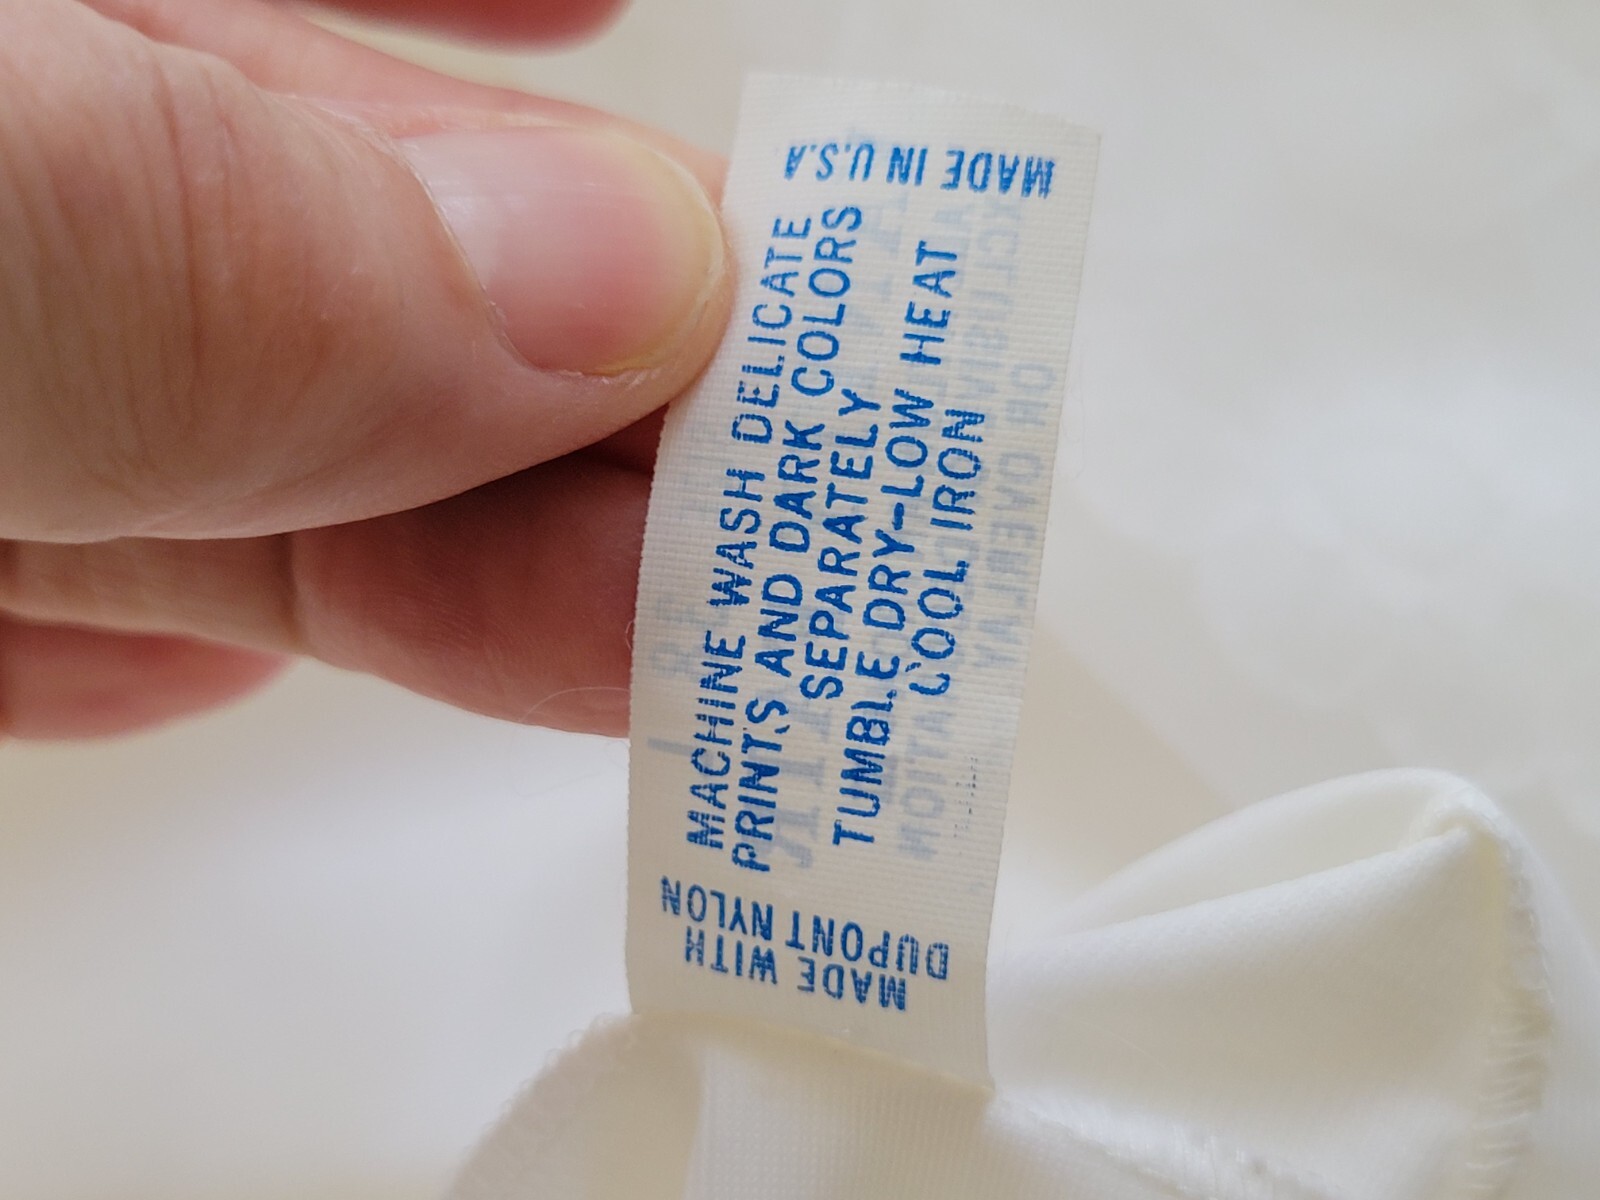 MADE IN U.S.A
MACHINE WASH DELICATE
PRINTS AND DARK COLORS
SEPARATELY
TUMBLE DRY-LOW HEAT
COOL IRON
MADE WITH
DUPONT NYLON